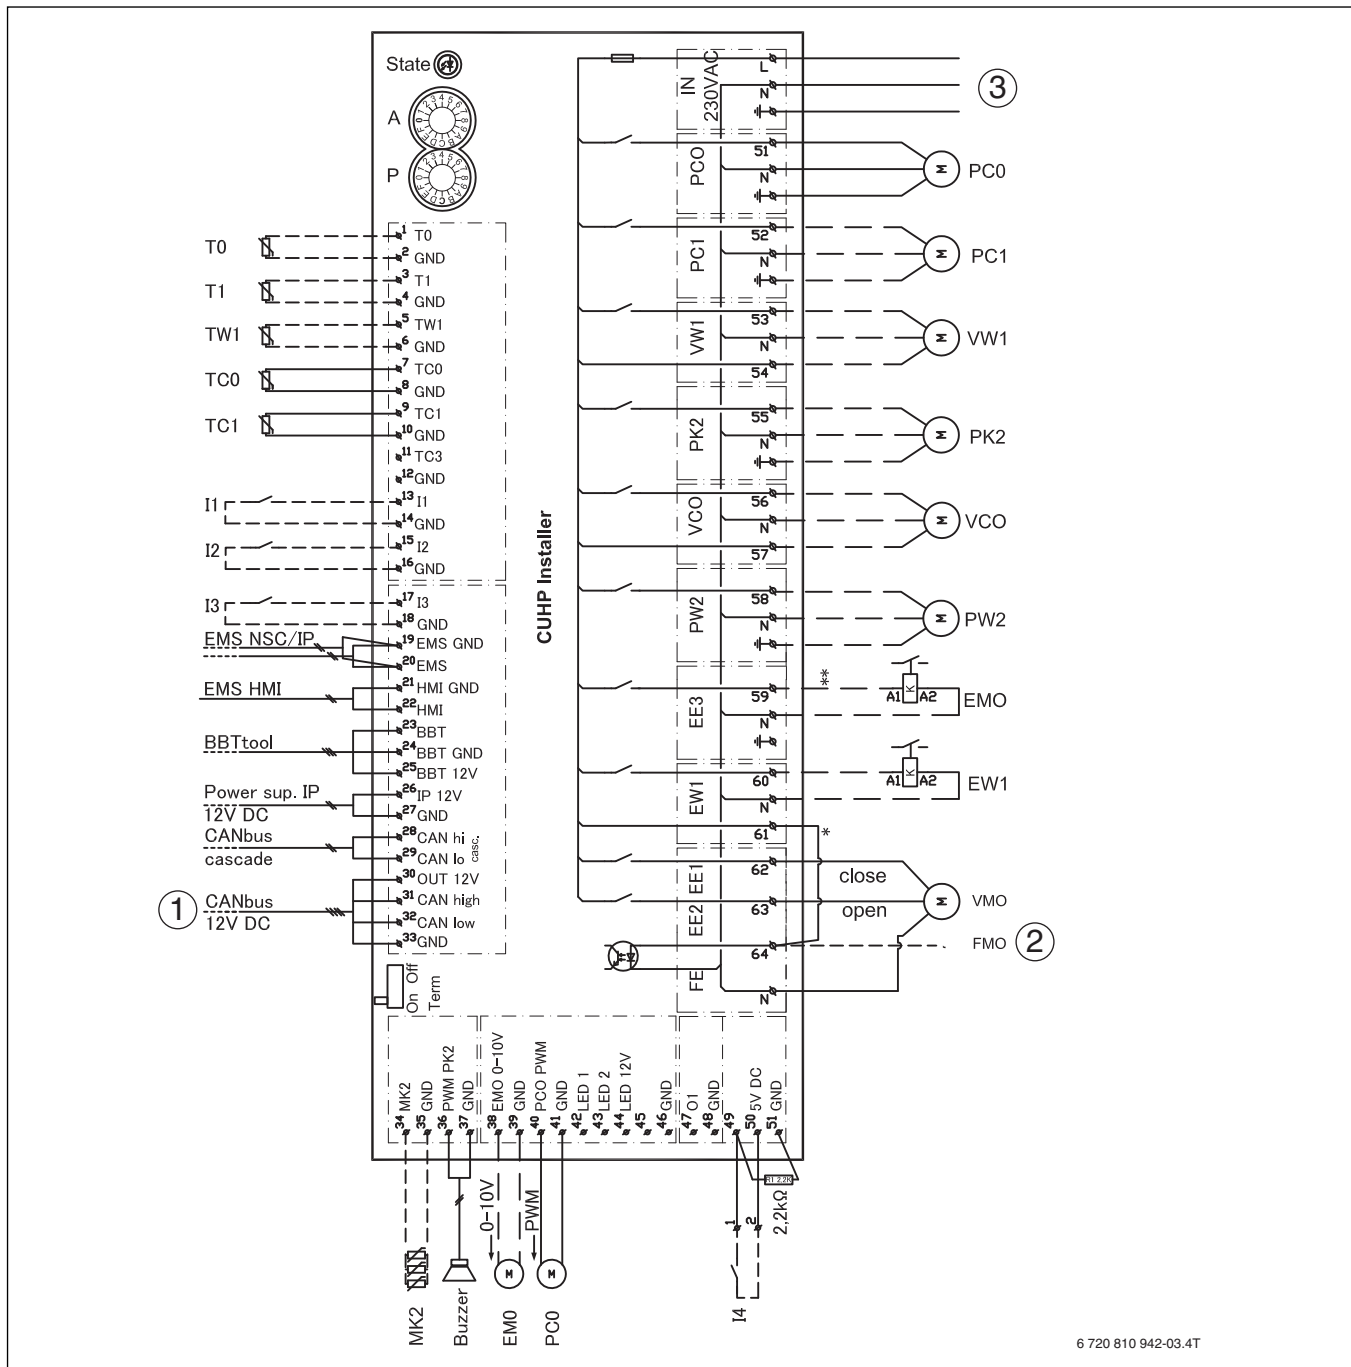 State
A
P
IN
230VAC
L
N
3
PCO
51
N
PC0
PC1
52
N
PC1
VW1
53
N
54
VW1
PK2
55
N
PK2
VCO
56
N
57
VCO
PW2
58
N
PW2
EE3
59
N
**
A1 K A2
EMO
EW1
60
N
61
*
A1 K A2
EW1
EE1
62
close
EE2
63
open
M
VMO
FE
64
FMO
2
N
CUHP Installer
T0
1 T0
2 GND
T1
3 T1
4 GND
TW1
5 TW1
6 GND
TC0
7 TC0
8 GND
TC1
9 TC1
10 GND
11 TC3
12 GND
I1
13 I1
14 GND
I2
15 I2
16 GND
I3
17 I3
18 GND
EMS NSC/IP
19 EMS GND
20 EMS
EMS HMI
21 HMI GND
22 HMI
BBTtool
23 BBT
24 BBT GND
25 BBT 12V
Power sup. IP
12V DC
26 IP 12V
27 GND
CANbus
cascade
28 CAN hi
29 CAN lo
casc.
1
CANbus
12V DC
30 OUT 12V
31 CAN high
32 CAN low
33 GND
On Off
Term
34 MK2
35 GND
36 PWM PK2
37 GND
38 EMO 0-10V
39 GND
40 PCO PWM
41 GND
42 LED 1
43 LED 2
44 LED 12V
45
46 GND
47 O1
48 GND
49
50 5V DC
51 GND
MK2
Buzzer
0-10V
M
EM0
PWM
M
PC0
1
2
I4
R1 2.2K
2,2kΩ
6 720 810 942-03.4T